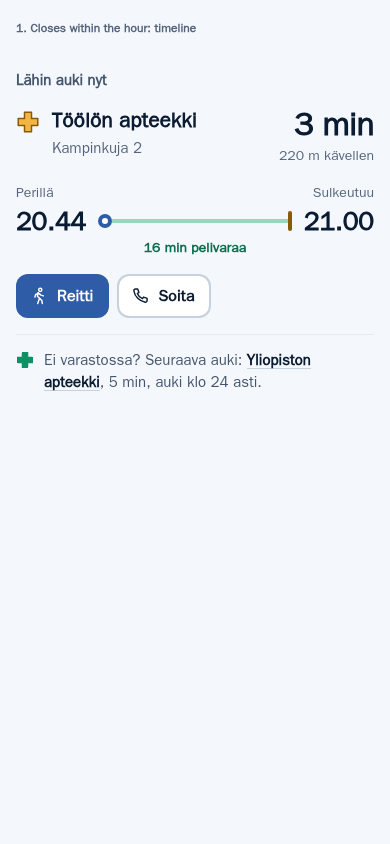 1. Closes within the hour: timeline
Lähin auki nyt
Töölön apteekki
3 min
Kampinkuja 2
220 m kävellen
Perillä
Sulkeutuu
20.44
21.00
16 min pelivaraa
Reitti
Soita
Ei varastossa? Seuraava auki: Yliopiston
apteekki, 5 min, auki klo 24 asti.